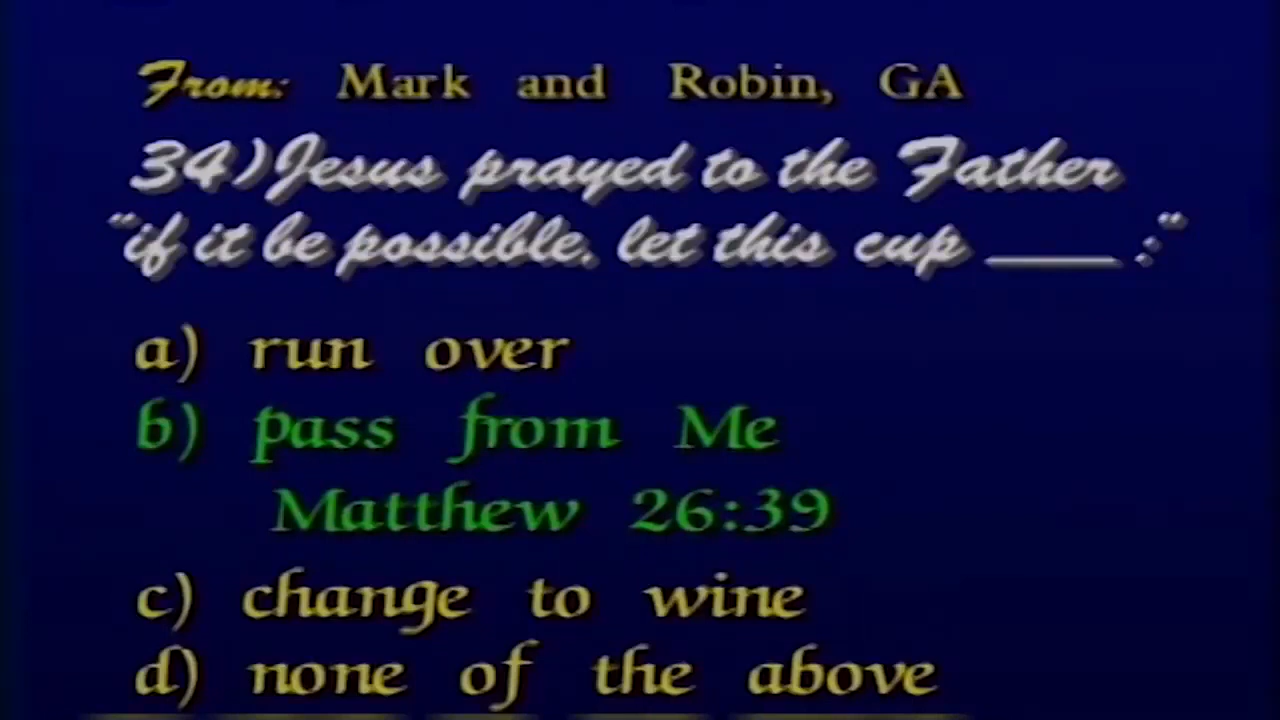 From: Mark and Robin, GA
34) Jesus prayed to the Father
"if it be possible, let this cup ____:"
a) run over
b) pass from Me
Matthew 26:39
c) change to wine
d) none of the above